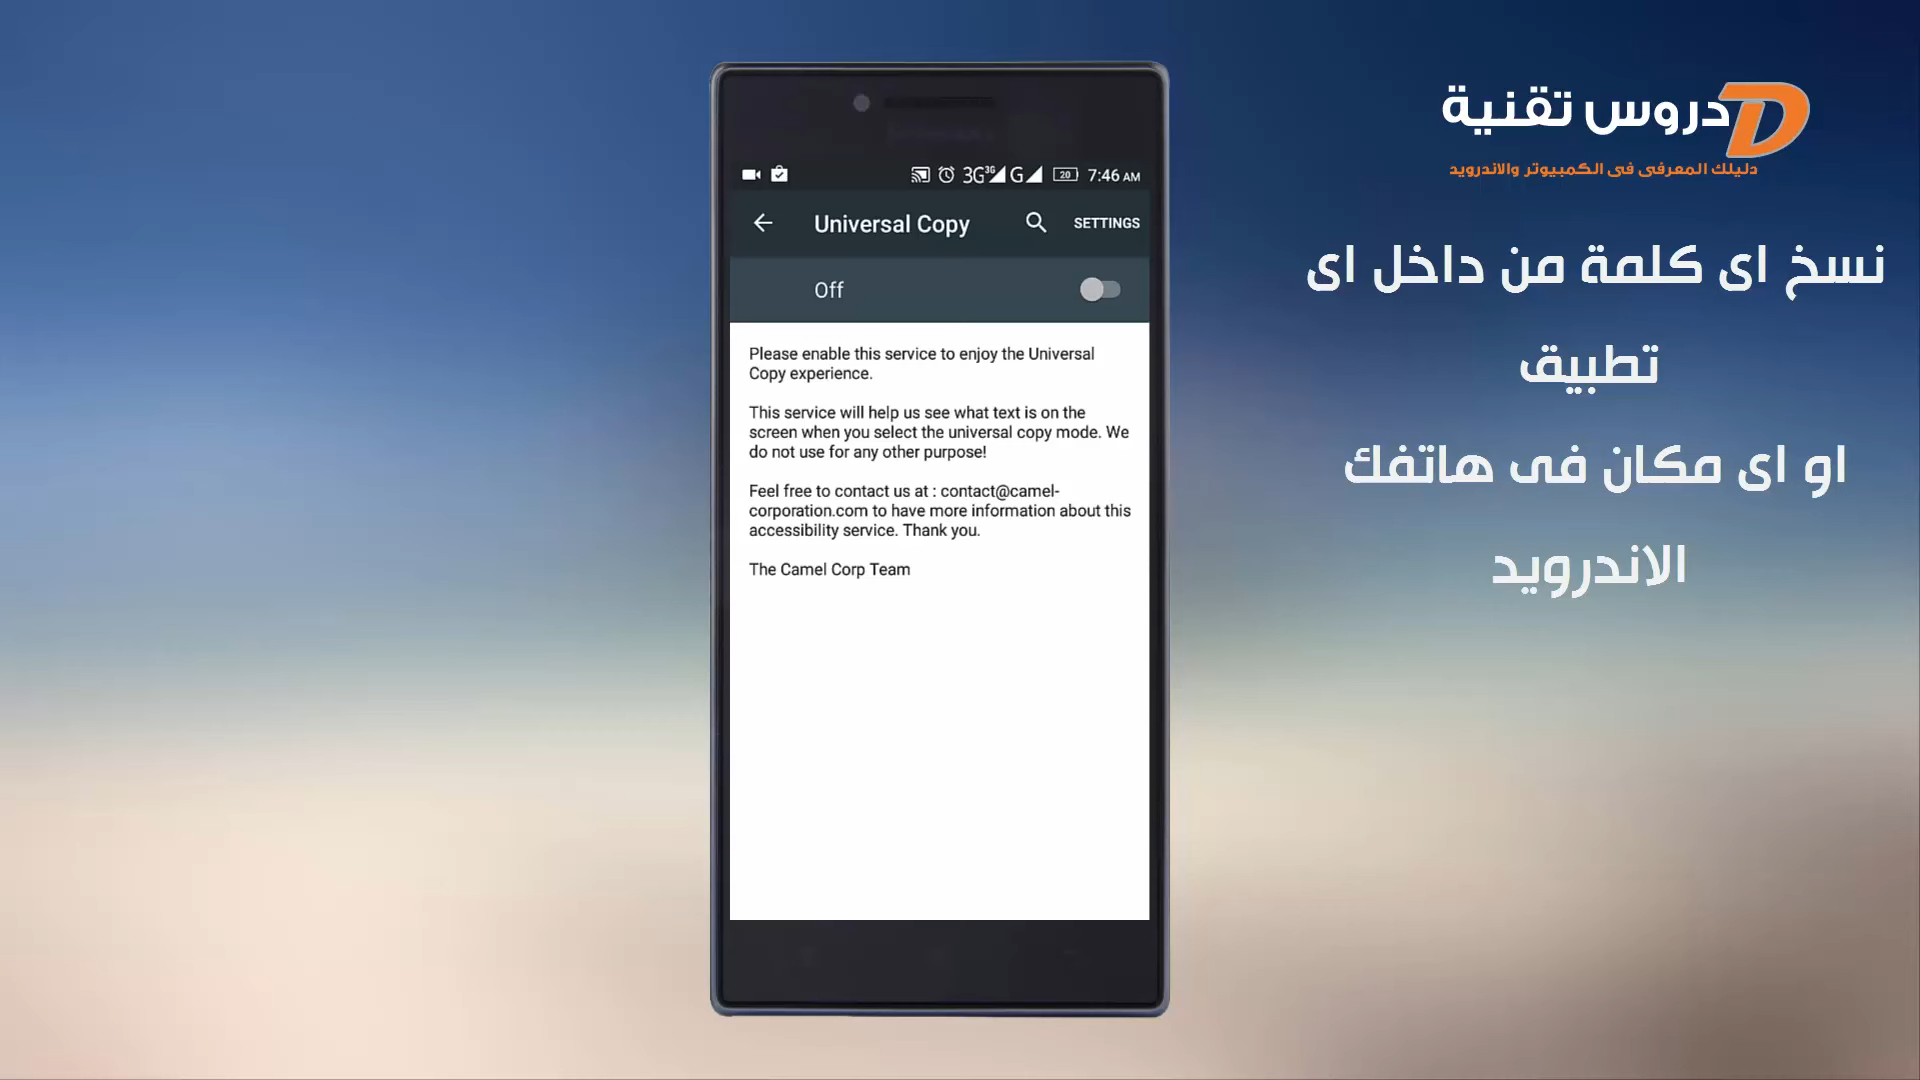 3G 3G G 20 7:46 AM
Universal Copy SETTINGS
Off
Please enable this service to enjoy the Universal
Copy experience.
This service will help us see what text is on the
screen when you select the universal copy mode. We
do not use for any other purpose!
Feel free to contact us at : contact@camel-
corporation.com to have more information about this
accessibility service. Thank you.
The Camel Corp Team
دروس تقنية D
دليلك المعرفى فى الكمبيوتر والاندرويد
نسخ اى كلمة من داخل اى
تطبيق
او اى مكان فى هاتفك
الاندرويد